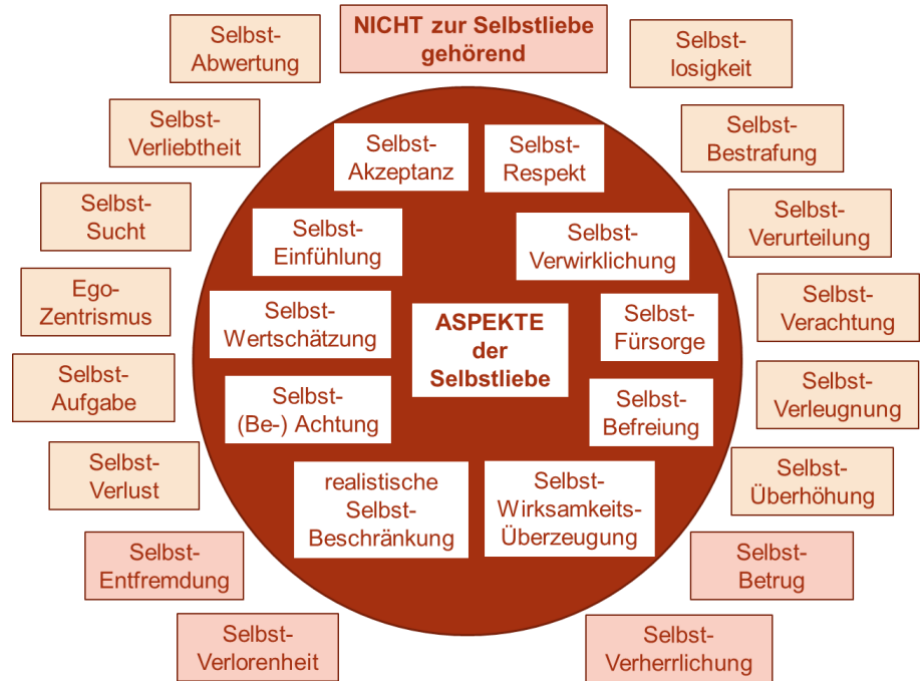 NICHT zur Selbstliebe
gehörend
Selbst-
Abwertung
Selbst-
losigkeit
Selbst-
Verliebtheit
Selbst-
Bestrafung
Selbst-
Akzeptanz
Selbst-
Respekt
Selbst-
Sucht
Selbst-
Einfühlung
Selbst-
Verwirklichung
Selbst-
Verurteilung
Ego-
Zentrismus
Selbst-
Wertschätzung
ASPEKTE
der
Selbstliebe
Selbst-
Fürsorge
Selbst-
Verachtung
Selbst-
Aufgabe
Selbst-
(Be-) Achtung
Selbst-
Befreiung
Selbst-
Verleugnung
Selbst-
Verlust
realistische
Selbst-
Beschränkung
Selbst-
Wirksamkeits-
Überzeugung
Selbst-
Überhöhung
Selbst-
Entfremdung
Selbst-
Betrug
Selbst-
Verlorenheit
Selbst-
Verherrlichung